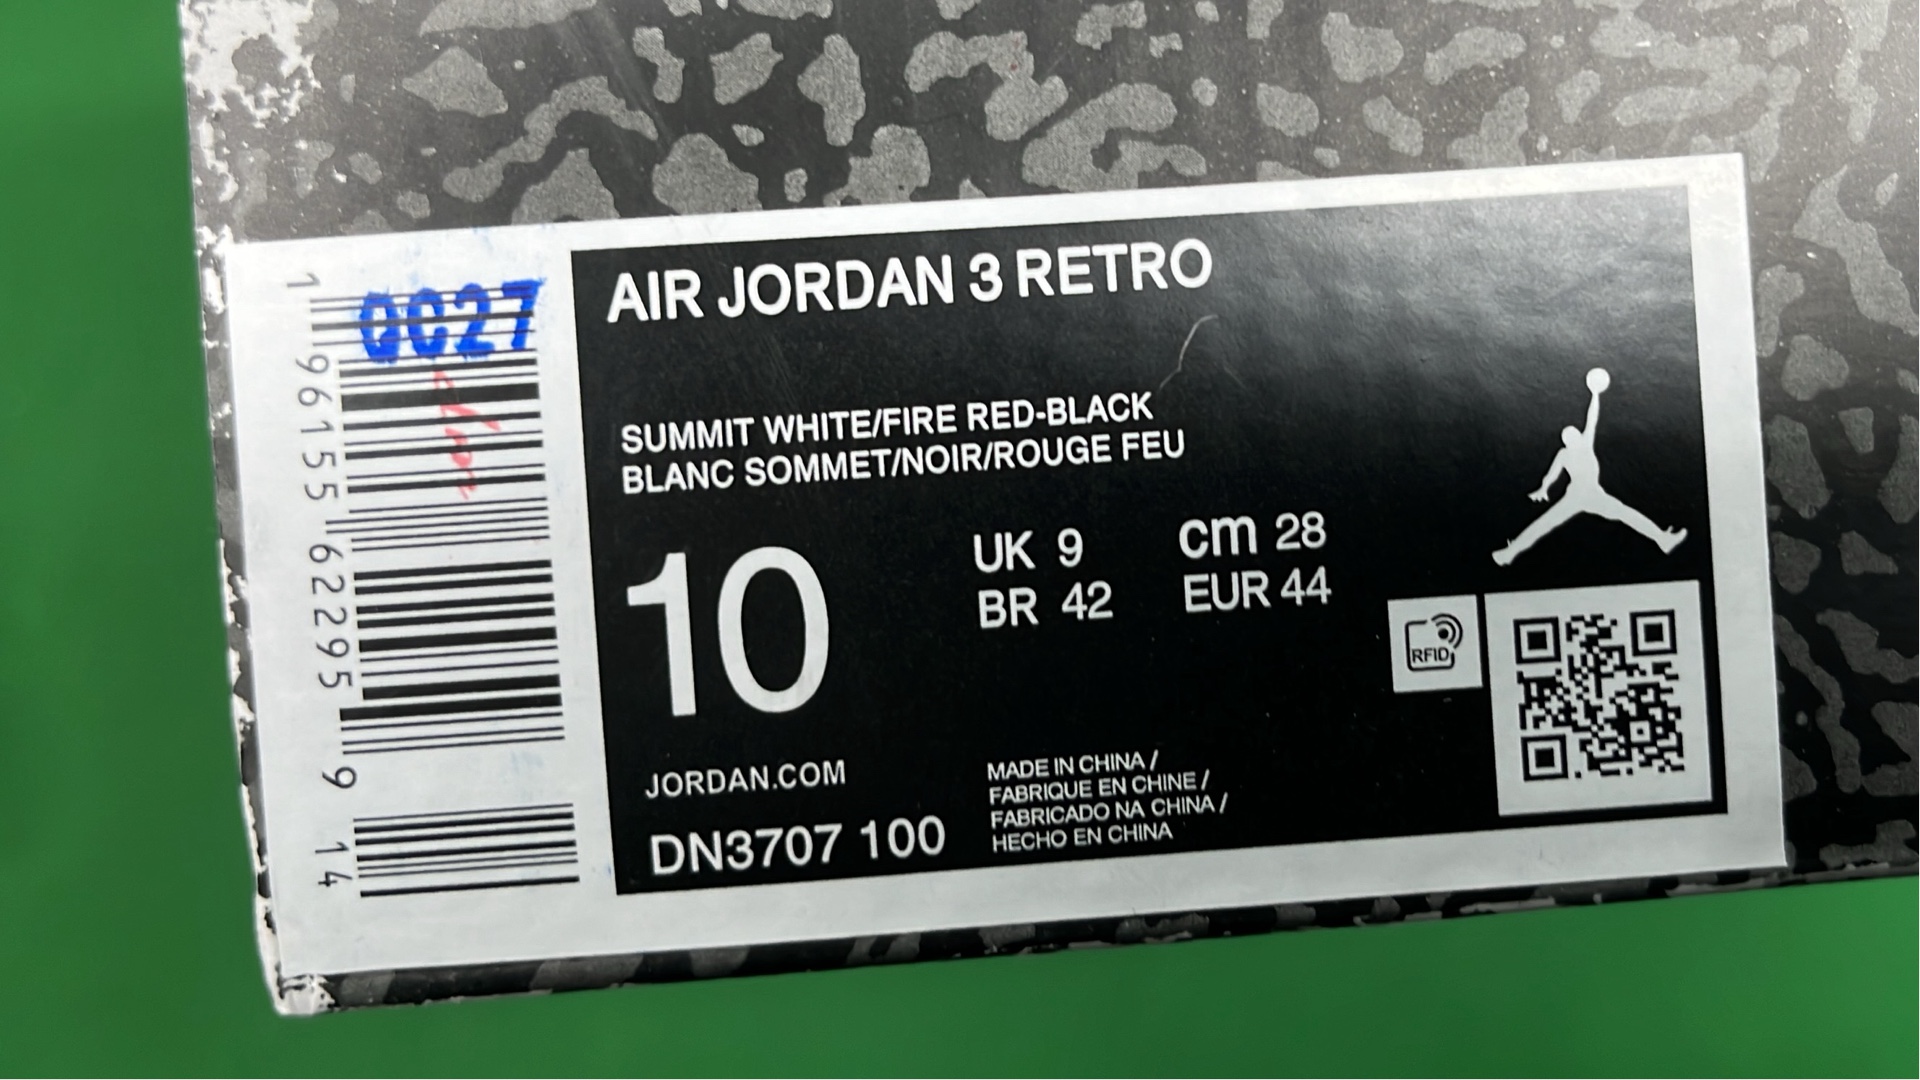 AIR JORDAN 3 RETRO
SUMMIT WHITE/FIRE RED-BLACK
BLANC SOMMET/NOIR/ROUGE FEU
10
UK 9
cm 28
BR 42
EUR 44
RFID
JORDAN.COM
DN3707 100
MADE IN CHINA /
FABRIQUE EN CHINE /
FABRICADO NA CHINA /
HECHO EN CHINA
QC27
1 96155 62295 9 14